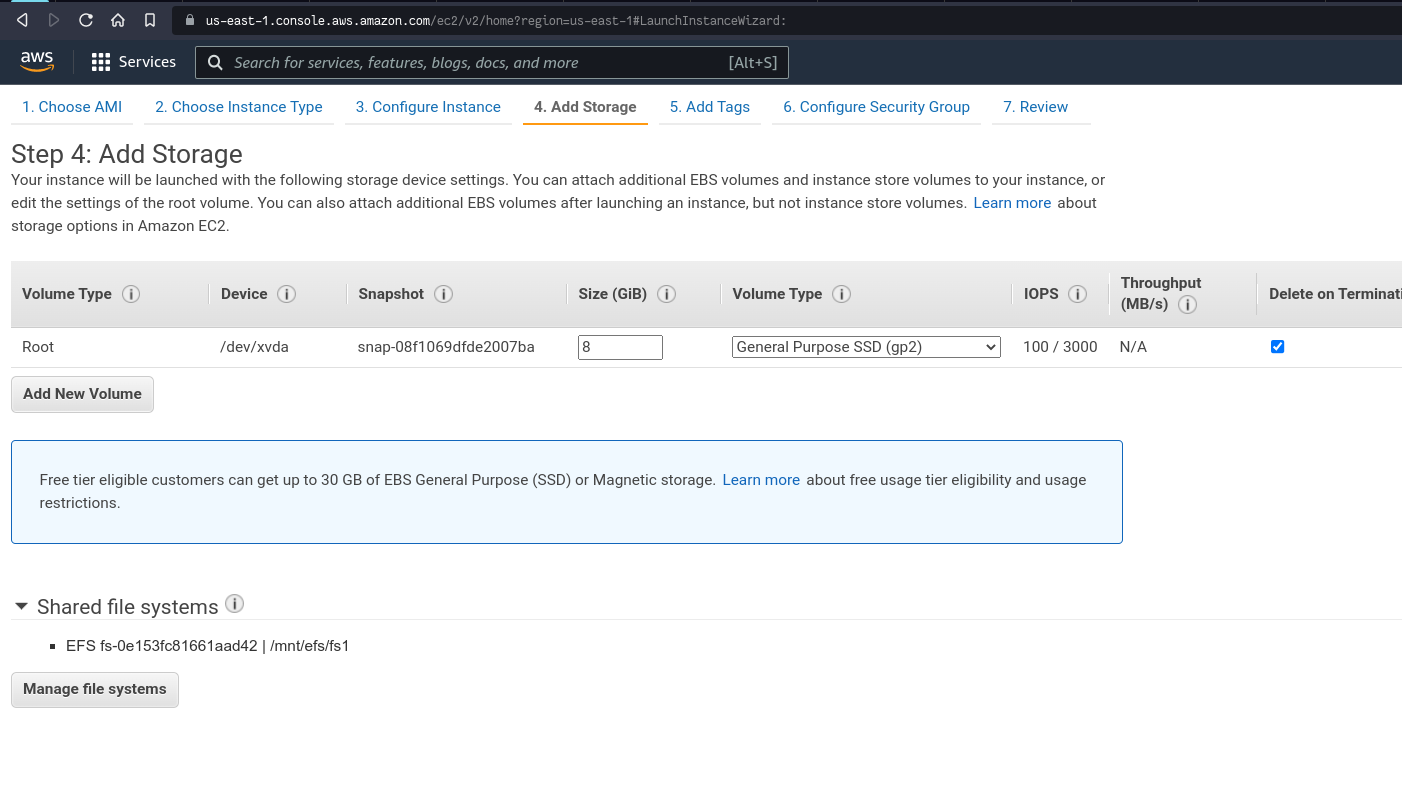 us-east-1.console.aws.amazon.com/ec2/v2/home?region=us-east-1#LaunchInstanceWizard:
aws Services Search for services, features, blogs, docs, and more [Alt+S]
1. Choose AMI 2. Choose Instance Type 3. Configure Instance 4. Add Storage 5. Add Tags 6. Configure Security Group 7. Review
Step 4: Add Storage
Your instance will be launched with the following storage device settings. You can attach additional EBS volumes and instance store volumes to your instance, or
edit the settings of the root volume. You can also attach additional EBS volumes after launching an instance, but not instance store volumes. Learn more about
storage options in Amazon EC2.
Volume Type i Device i Snapshot i Size (GiB) i Volume Type i IOPS i Throughput (MB/s) i Delete on Terminati
Root /dev/xvda snap-08f1069dfde2007ba 8 General Purpose SSD (gp2) 100 / 3000 N/A
Add New Volume
Free tier eligible customers can get up to 30 GB of EBS General Purpose (SSD) or Magnetic storage. Learn more about free usage tier eligibility and usage
restrictions.
Shared file systems i
EFS fs-0e153fc81661aad42 | /mnt/efs/fs1
Manage file systems